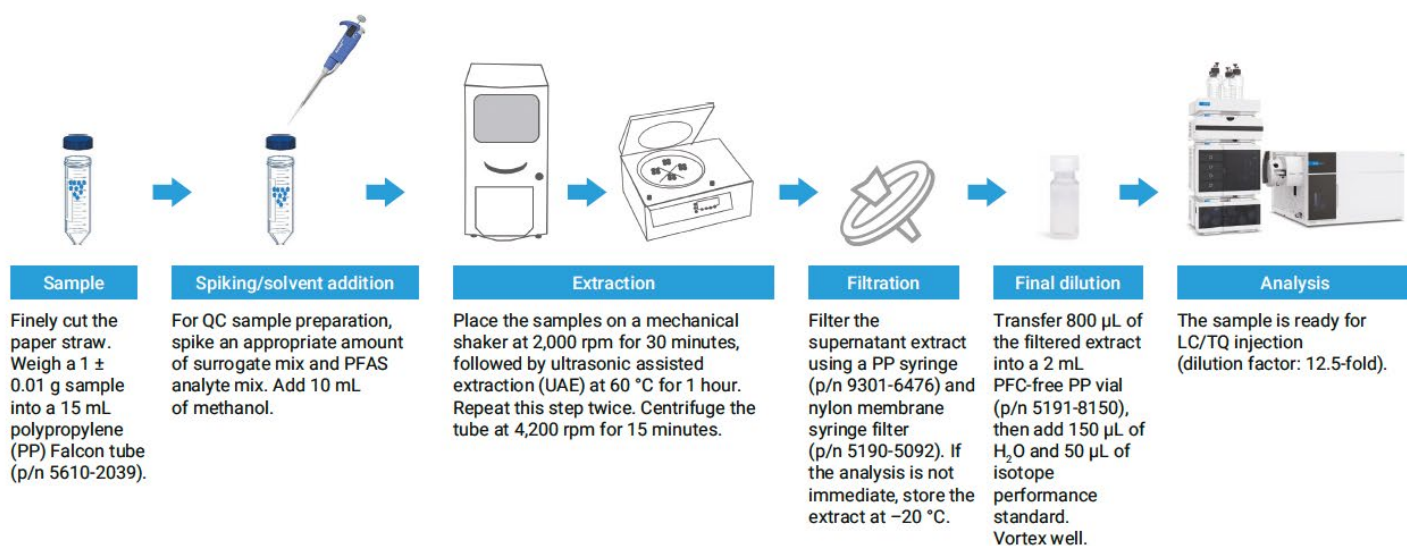 Sample
Finely cut the
paper straw.
Weigh a 1 ±
0.01 g sample
into a 15 mL
polypropylene
(PP) Falcon tube
(p/n 5610-2039).
Spiking/solvent addition
For QC sample preparation,
spike an appropriate amount
of surrogate mix and PFAS
analyte mix. Add 10 mL
of methanol.
Extraction
Place the samples on a mechanical
shaker at 2,000 rpm for 30 minutes,
followed by ultrasonic assisted
extraction (UAE) at 60 °C for 1 hour.
Repeat this step twice. Centrifuge the
tube at 4,200 rpm for 15 minutes.
Filtration
Filter the
supernatant extract
using a PP syringe
(p/n 9301-6476) and
nylon membrane
syringe filter
(p/n 5190-5092). If
the analysis is not
immediate, store the
extract at –20 °C.
Final dilution
Transfer 800 µL of
the filtered extract
into a 2 mL
PFC-free PP vial
(p/n 5191-8150),
then add 150 µL of
H₂O and 50 µL of
isotope
performance
standard.
Vortex well.
Analysis
The sample is ready for
LC/TQ injection
(dilution factor: 12.5-fold).